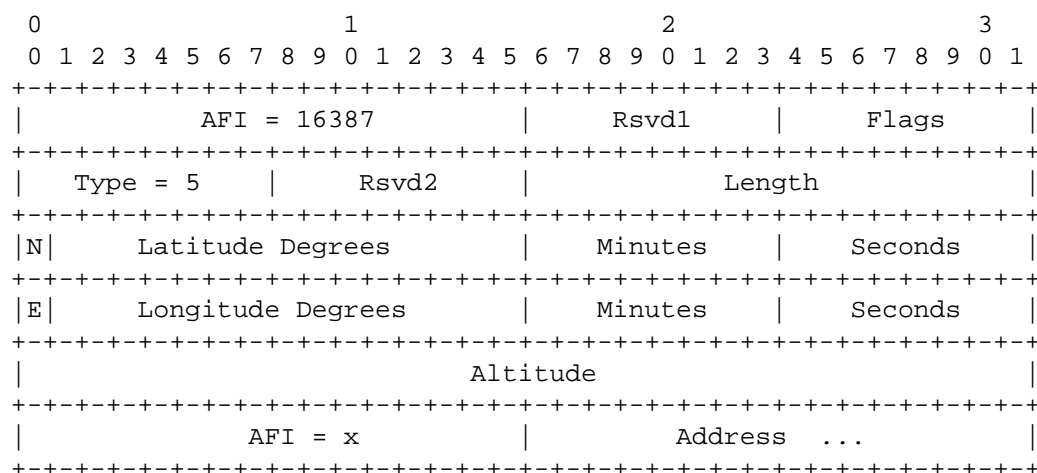 0                   1                   2                   3
 0 1 2 3 4 5 6 7 8 9 0 1 2 3 4 5 6 7 8 9 0 1 2 3 4 5 6 7 8 9 0 1
+-+-+-+-+-+-+-+-+-+-+-+-+-+-+-+-+-+-+-+-+-+-+-+-+-+-+-+-+-+-+-+-+
|           AFI = 16387         |     Rsvd1     |     Flags     |
+-+-+-+-+-+-+-+-+-+-+-+-+-+-+-+-+-+-+-+-+-+-+-+-+-+-+-+-+-+-+-+-+
|   Type = 5    |     Rsvd2     |            Length             |
+-+-+-+-+-+-+-+-+-+-+-+-+-+-+-+-+-+-+-+-+-+-+-+-+-+-+-+-+-+-+-+-+
|N|     Latitude Degrees        |    Minutes    |    Seconds    |
+-+-+-+-+-+-+-+-+-+-+-+-+-+-+-+-+-+-+-+-+-+-+-+-+-+-+-+-+-+-+-+-+
|E|     Longitude Degrees       |    Minutes    |    Seconds    |
+-+-+-+-+-+-+-+-+-+-+-+-+-+-+-+-+-+-+-+-+-+-+-+-+-+-+-+-+-+-+-+-+
|                            Altitude                           |
+-+-+-+-+-+-+-+-+-+-+-+-+-+-+-+-+-+-+-+-+-+-+-+-+-+-+-+-+-+-+-+-+
|              AFI = x          |         Address  ...          |
+-+-+-+-+-+-+-+-+-+-+-+-+-+-+-+-+-+-+-+-+-+-+-+-+-+-+-+-+-+-+-+-+